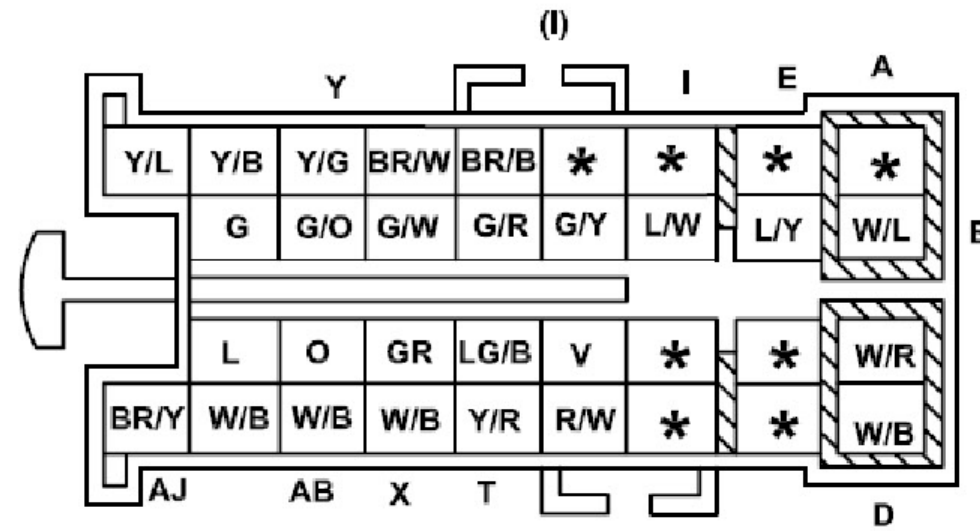 (I)
Y I E A
Y/L Y/B Y/G BR/W BR/B * * * *
G G/O G/W G/R G/Y L/W L/Y W/L
L O GR LG/B V * * W/R
BR/Y W/B W/B W/B Y/R R/W * * W/B
AJ AB X T D